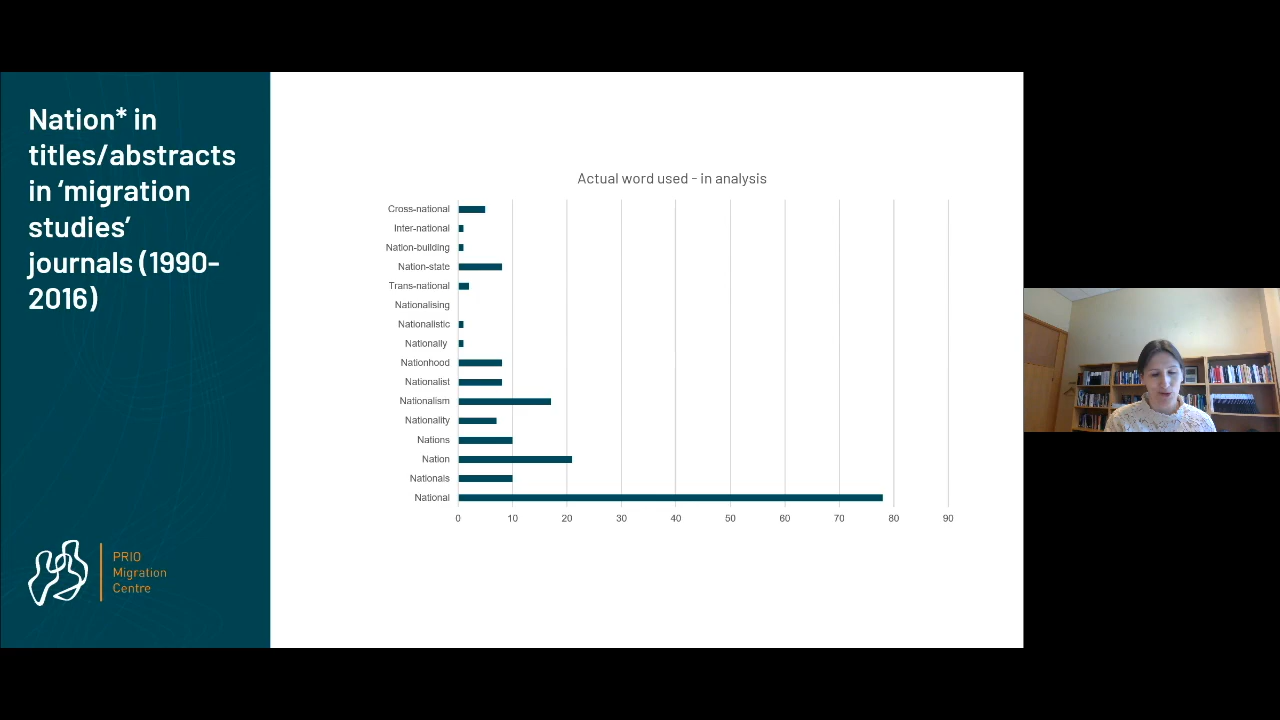 Nation* in
titles/abstracts
in ‘migration
studies’
journals (1990-
2016)
PRIO
Migration
Centre
Actual word used - in analysis
Cross-national
Inter-national
Nation-building
Nation-state
Trans-national
Nationalising
Nationalistic
Nationally
Nationhood
Nationalist
Nationalism
Nationality
Nations
Nation
Nationals
National
0 10 20 30 40 50 60 70 80 90